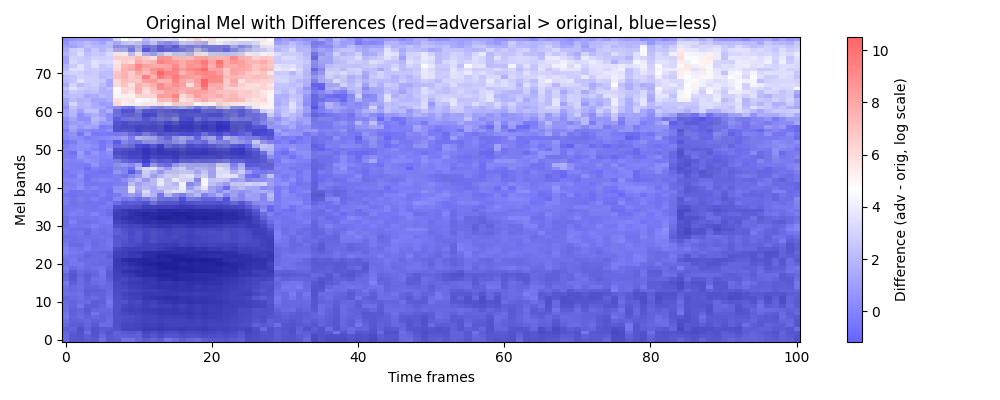 Original Mel with Differences (red=adversarial > original, blue=less)
Mel bands
70
60
50
40
30
20
10
0
0 20 40 60 80 100
Time frames
10
8
6
4
2
0
Difference (adv - orig, log scale)